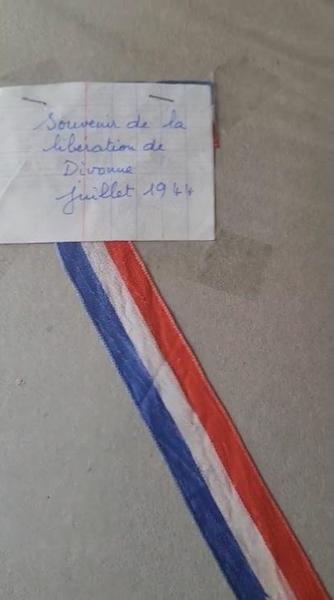 Souvenir de la
libération de
Divonne
juillet 1944